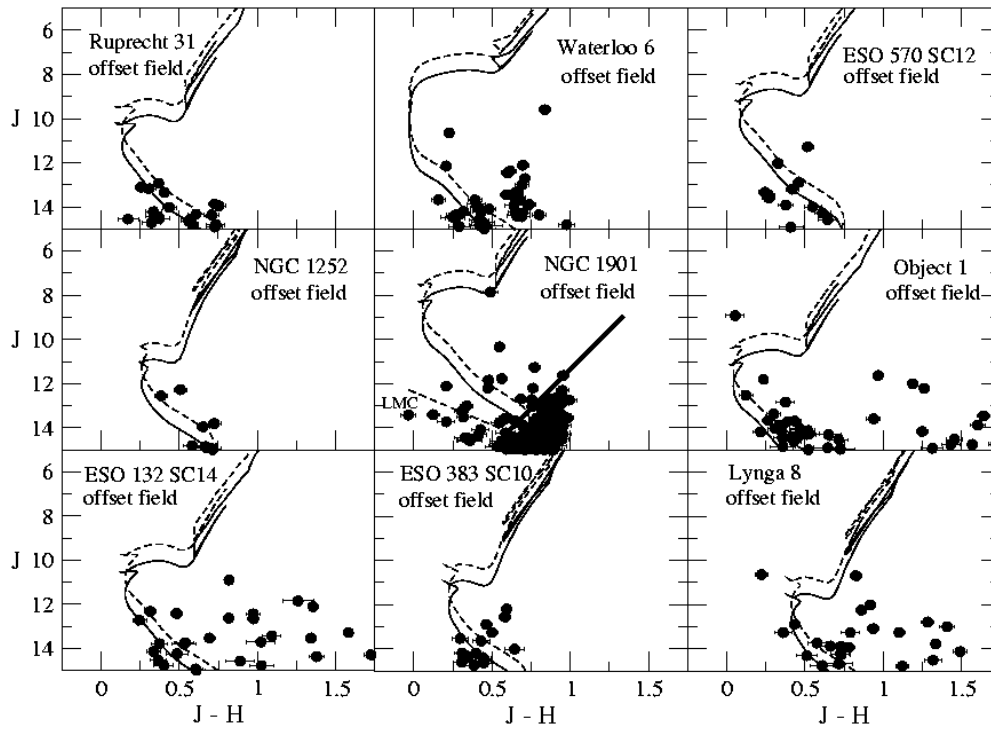 Ruprecht 31
offset field
Waterloo 6
offset field
ESO 570 SC12
offset field
6
8
J 10
12
14
NGC 1252
offset field
NGC 1901
offset field
LMC
Object 1
offset field
6
8
J 10
12
14
ESO 132 SC14
offset field
ESO 383 SC10
offset field
Lynga 8
offset field
6
8
J 10
12
14
0 0.5 1 1.5 0 0.5 1 1.5 0 0.5 1 1.5
J - H J - H J - H